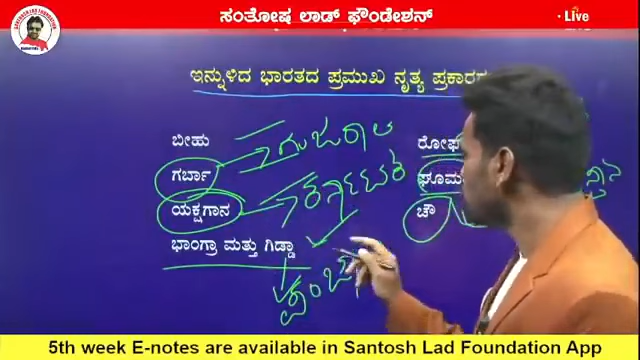 ಸಂತೋಷ ಲಾಡ್ ಫೌಂಡೇಶನ್
Live
ಇನ್ನುಳಿದ ಭಾರತದ ಪ್ರಮುಖ ನೃತ್ಯ
ಬೀಹು
ಗುಜರಾತ
ಗರ್ಬಾ
ಯಕ್ಷಗಾನ
ಕರ್ನಾಟಕ
ಚೌ
ಭಾಂಗ್ರಾ ಮತ್ತು ಗಿಡ್ಡಾ
5th week E-notes are available in Santosh Lad Foundation App